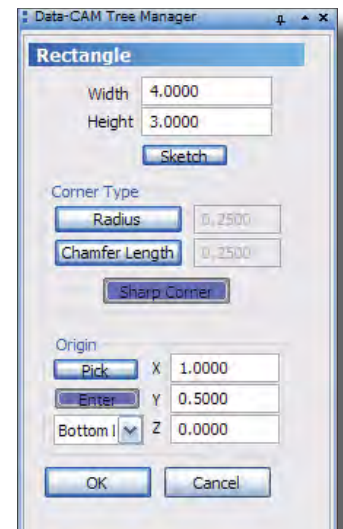 Data-CAM Tree Manager
Rectangle
Width 4.0000
Height 3.0000
Sketch
Corner Type
Radius 0.2500
Chamfer Length 0.2500
Sharp Corner
Origin
Pick X 1.0000
Enter Y 0.5000
Bottom l Z 0.0000
OK Cancel